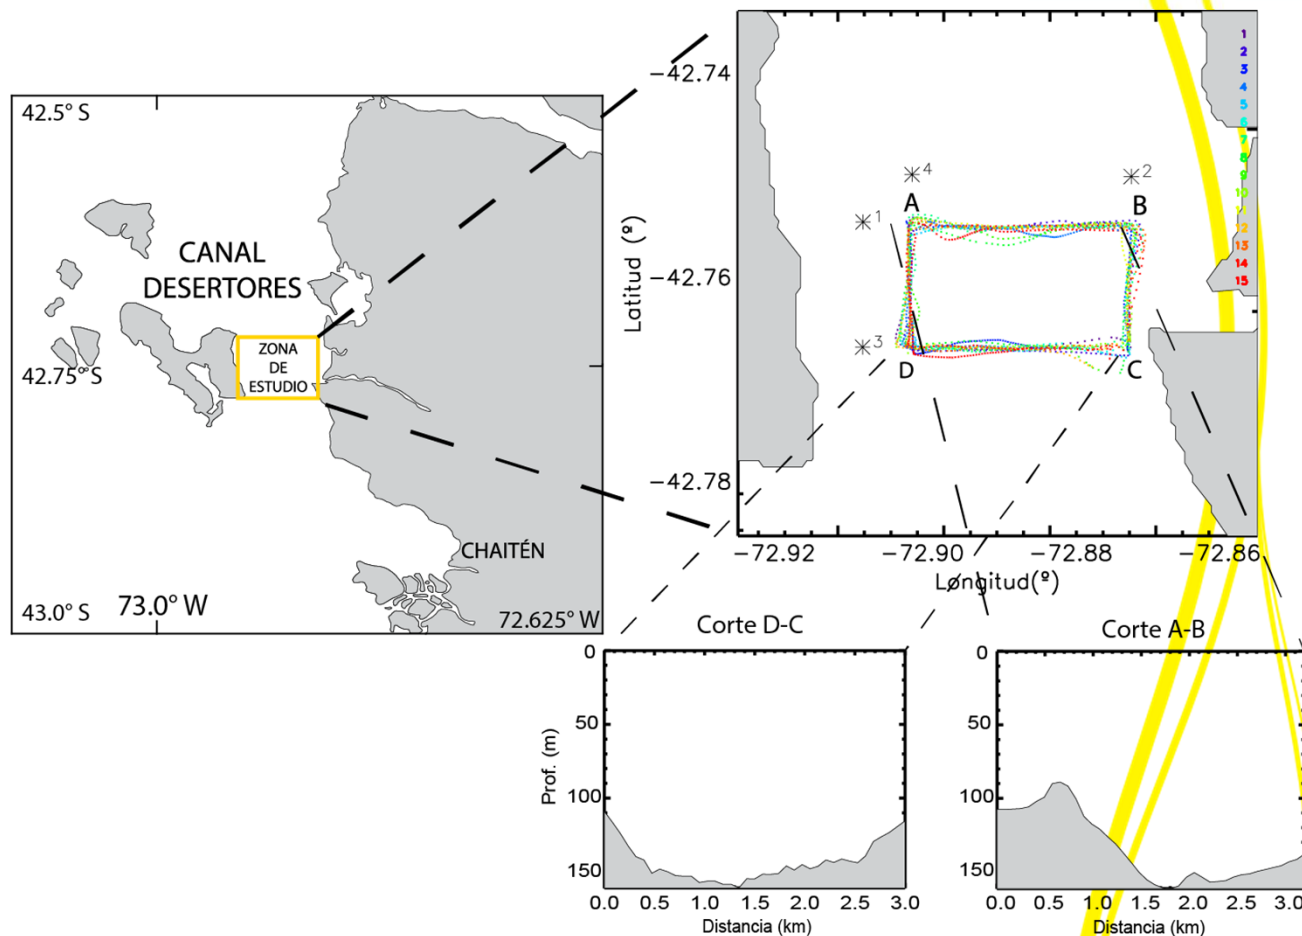 42.5° S
CANAL
DESERTORES
ZONA
DE
ESTUDIO
42.75° S
CHAITÉN
43.0° S
73.0° W
72.625° W
Latitud (º)
−42.74
−42.76
−42.78
1
2
3
4
5
6
7
8
9
10
11
12
13
14
15
4
2
A
B
1
3
D
C
−72.92
−72.90
−72.88
−72.86
Longitud(º)
Corte D-C
Prof. (m)
0
50
100
150
0.0 0.5 1.0 1.5 2.0 2.5 3.0
Distancia (km)
Corte A-B
0
50
100
150
0.0 0.5 1.0 1.5 2.0 2.5 3.0
Distancia (km)